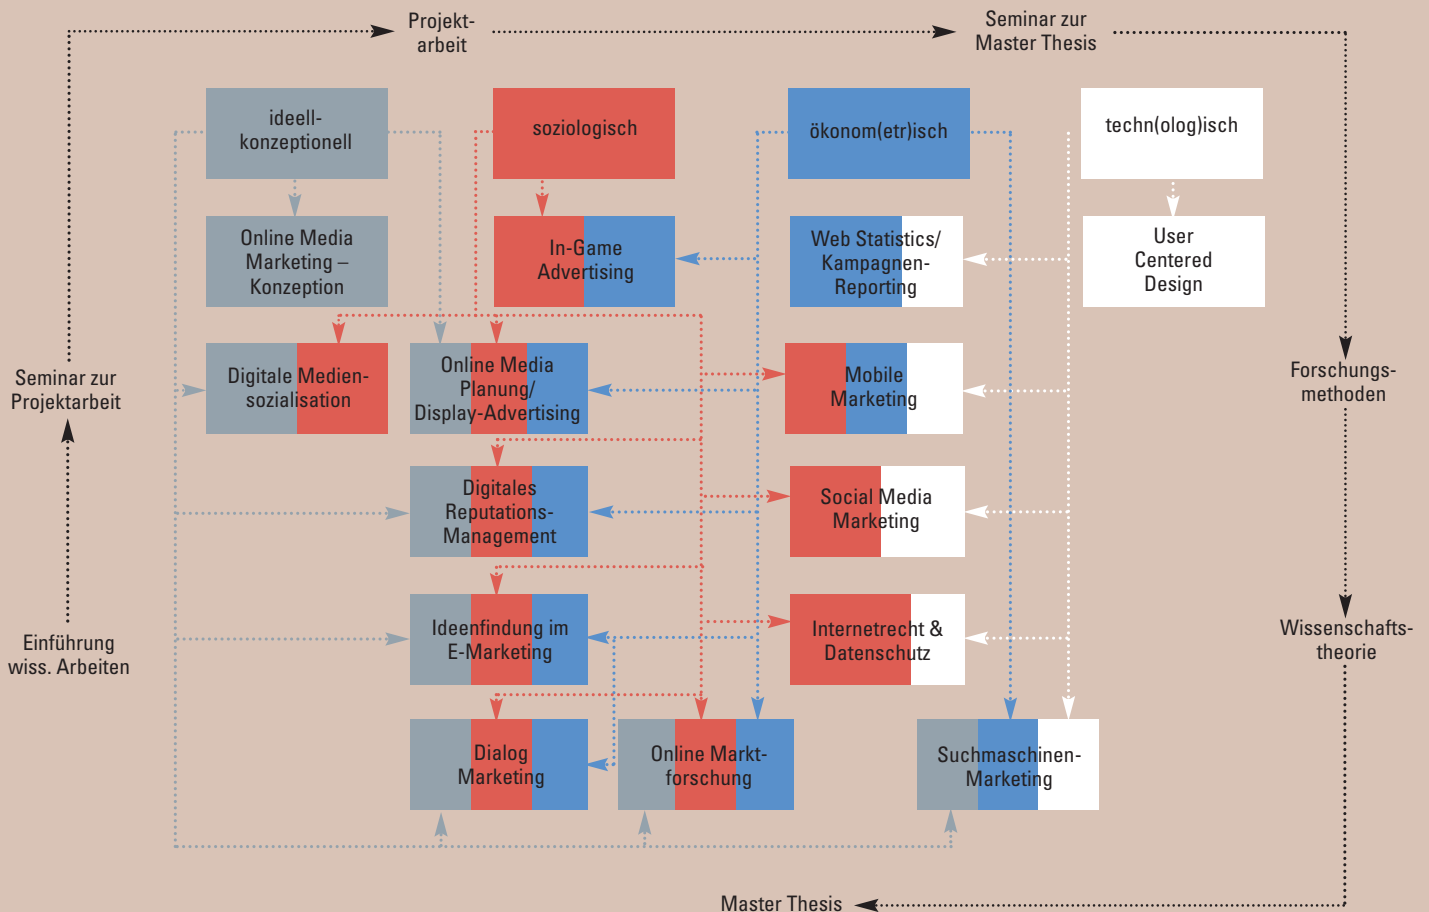 Projekt-
arbeit
Seminar zur
Master Thesis
ideell-
konzeptionell
soziologisch
ökonom(etr)isch
techn(olog)isch
Online Media
Marketing –
Konzeption
In-Game
Advertising
Web Statistics/
Kampagnen-
Reporting
User
Centered
Design
Seminar zur
Projektarbeit
Digitale Medien-
sozialisation
Online Media
Planung/
Display-Advertising
Mobile
Marketing
Forschungs-
methoden
Digitales
Reputations-
Management
Social Media
Marketing
Einführung
wiss. Arbeiten
Ideenfindung im
E-Marketing
Internetrecht &
Datenschutz
Wissenschafts-
theorie
Dialog
Marketing
Online Markt-
forschung
Suchmaschinen-
Marketing
Master Thesis